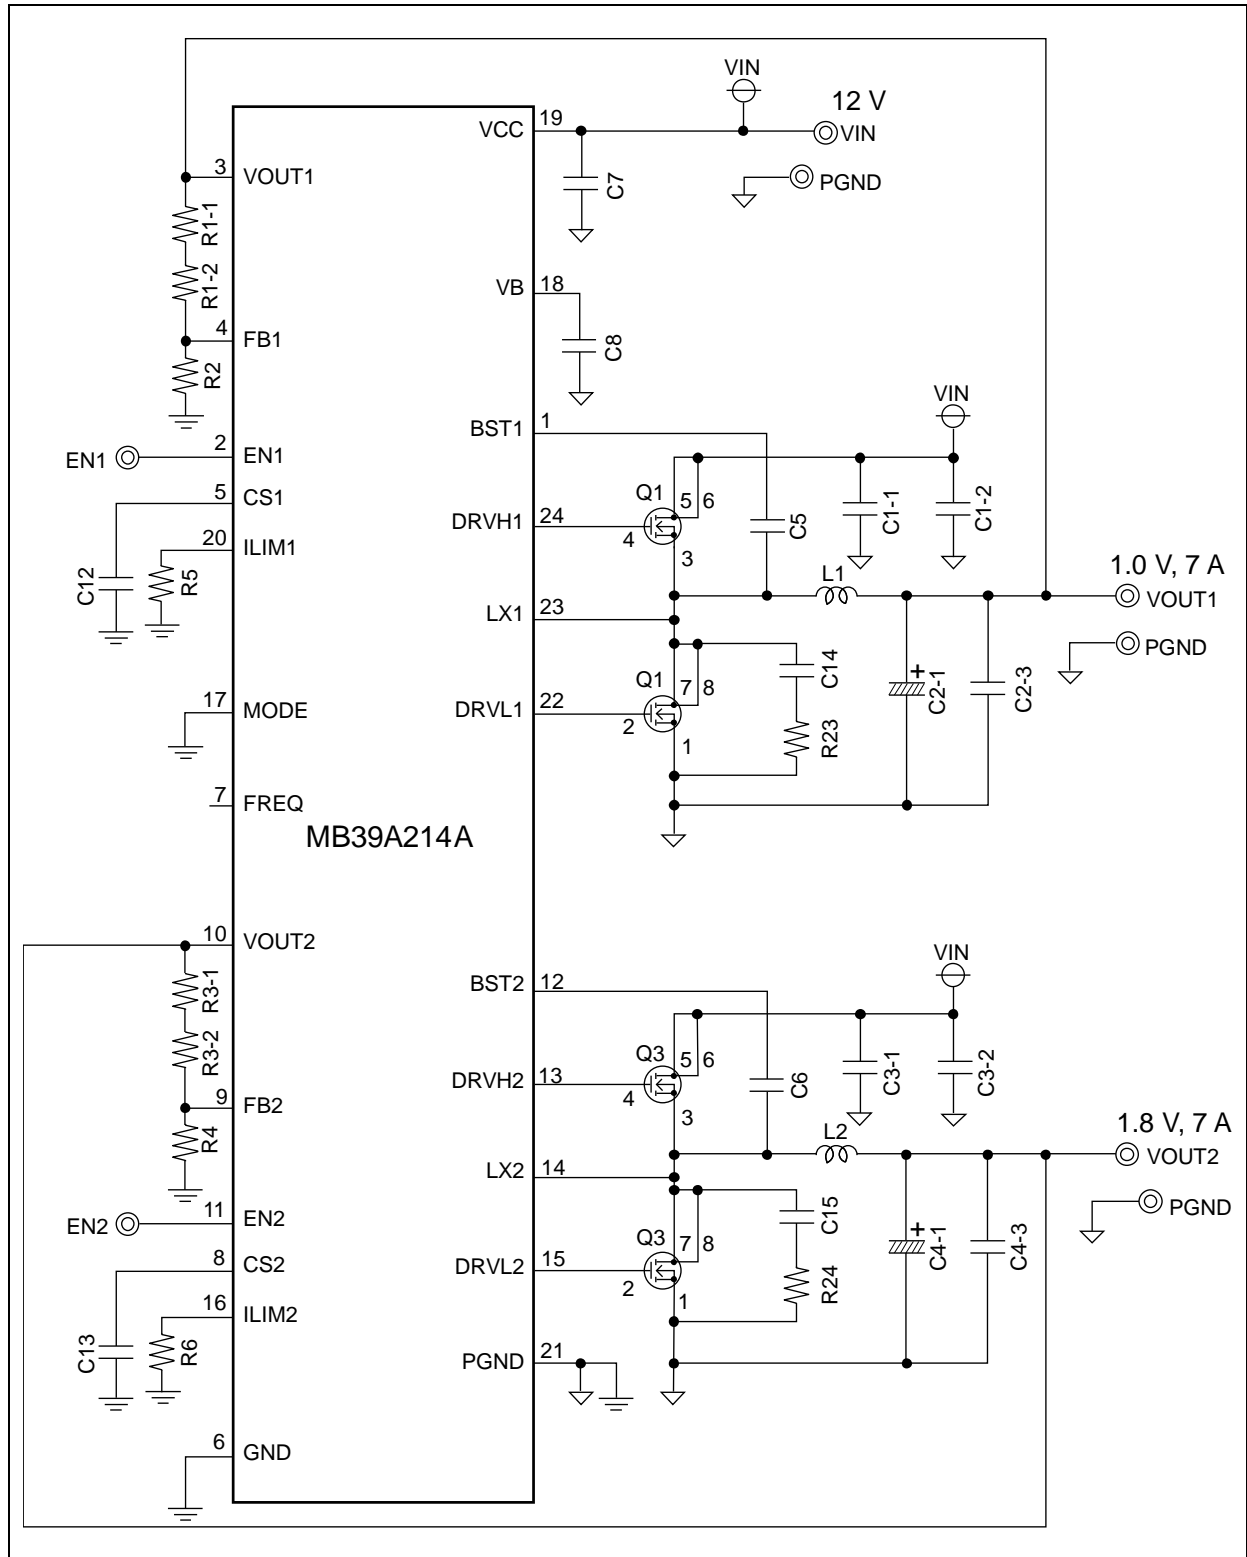 VIN
12 V
VIN
PGND
19
VCC
C7
3
VOUT1
R1-1
R1-2
18
VB
C8
4
FB1
R2
1
BST1
VIN
2
EN1
EN1
5
CS1
Q1
5
6
4
3
C5
C1-1
C1-2
24
DRVH1
20
ILIM1
C12
R5
L1
1.0 V, 7 A
VOUT1
23
LX1
PGND
Q1
7
8
2
1
C14
R23
C2-1
+
C2-3
17
MODE
22
DRVL1
7
FREQ
MB39A214A
10
VOUT2
R3-1
R3-2
VIN
12
BST2
Q3
5
6
4
3
C6
C3-1
C3-2
13
DRVH2
9
FB2
R4
L2
1.8 V, 7 A
VOUT2
14
LX2
PGND
11
EN2
EN2
Q3
7
8
2
1
C15
R24
C4-1
+
C4-3
8
CS2
15
DRVL2
16
ILIM2
C13
R6
21
PGND
6
GND